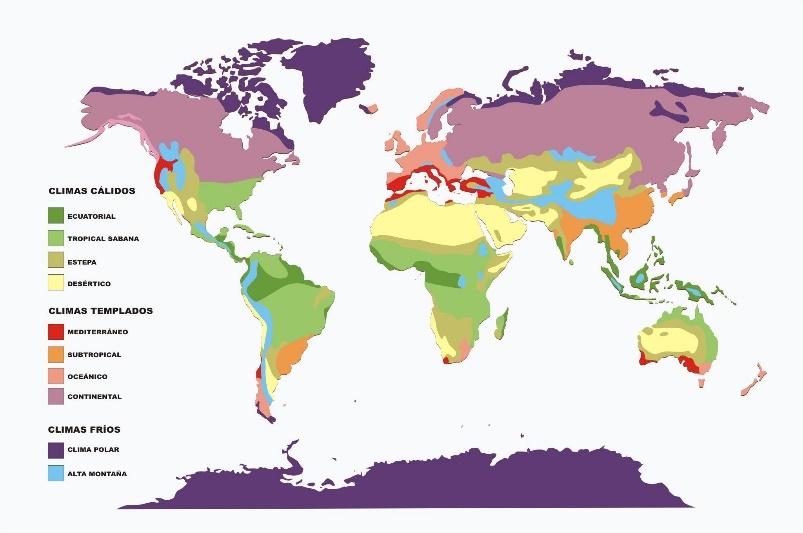 CLIMAS CÁLIDOS
ECUATORIAL
TROPICAL SABANA
ESTEPA
DESÉRTICO
CLIMAS TEMPLADOS
MEDITERRÁNEO
SUBTROPICAL
OCEÁNICO
CONTINENTAL
CLIMAS FRÍOS
CLIMA POLAR
ALTA MONTAÑA